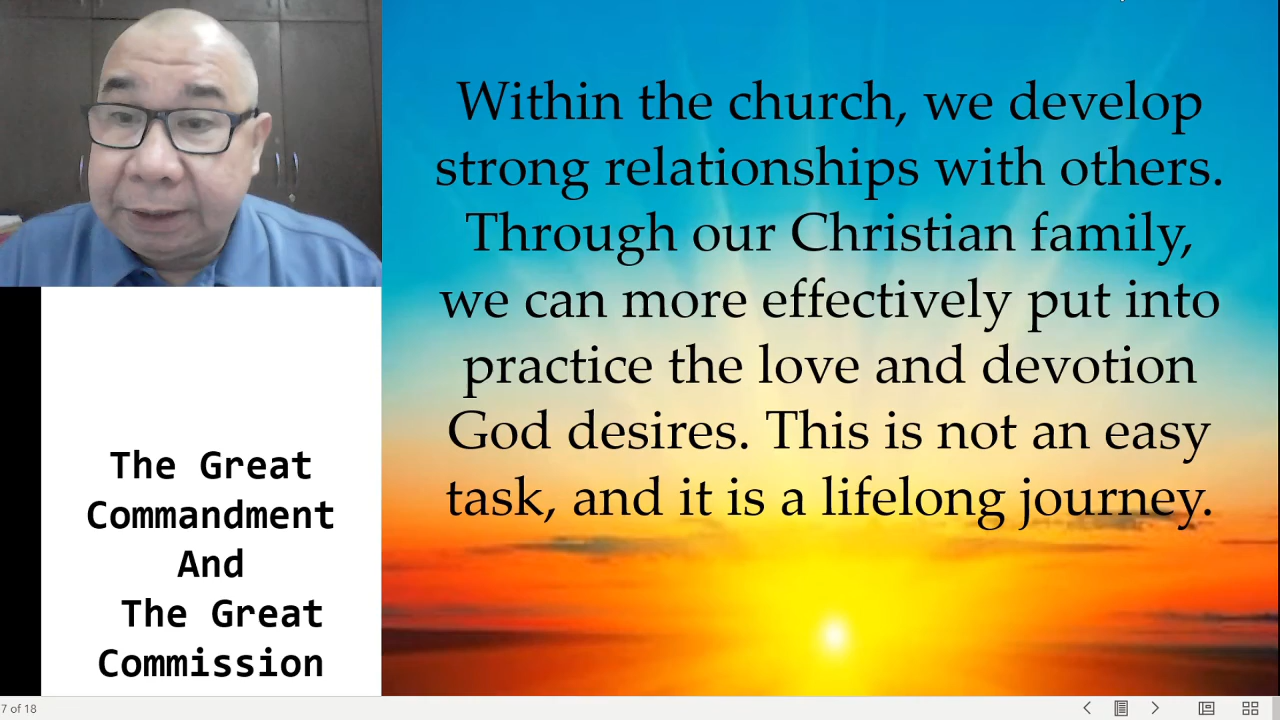 Within the church, we develop
strong relationships with others.
Through our Christian family,
we can more effectively put into
practice the love and devotion
God desires. This is not an easy
task, and it is a lifelong journey.
The Great
Commandment
And
The Great
Commission
7 of 18